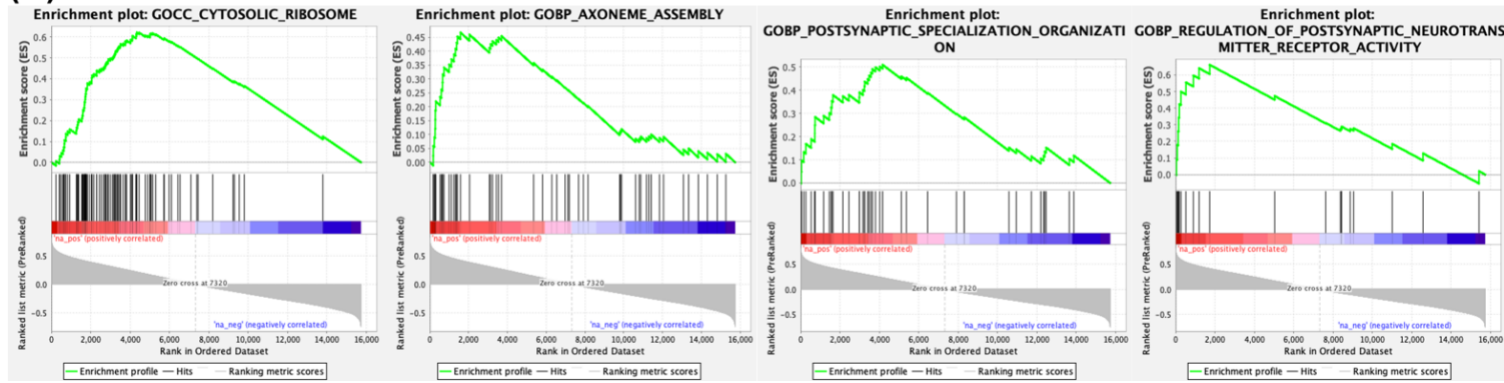 Enrichment plot: GOCC_CYTOSOLIC_RIBOSOME
Enrichment score (ES)
0.6
0.5
0.4
0.3
0.2
0.1
0.0
'na_pos' (positively correlated)
Ranked list metric (PreRanked)
0.5
0.0
-0.5
Zero cross at 7320
'na_neg' (negatively correlated)
0 2,000 4,000 6,000 8,000 10,000 12,000 14,000 16,000
Rank in Ordered Dataset
Enrichment profile Hits Ranking metric scores
Enrichment plot: GOBP_AXONEME_ASSEMBLY
Enrichment score (ES)
0.45
0.40
0.35
0.30
0.25
0.20
0.15
0.10
0.05
0.00
'na_pos' (positively correlated)
Ranked list metric (PreRanked)
0.5
0.0
-0.5
Zero cross at 7320
'na_neg' (negatively correlated)
0 2,000 4,000 6,000 8,000 10,000 12,000 14,000 16,000
Rank in Ordered Dataset
Enrichment profile Hits Ranking metric scores
Enrichment plot:
GOBP_POSTSYNAPTIC_SPECIALIZATION_ORGANIZATI
ON
Enrichment score (ES)
0.5
0.4
0.3
0.2
0.1
0.0
'na_pos' (positively correlated)
Ranked list metric (PreRanked)
0.5
0.0
-0.5
Zero cross at 7320
'na_neg' (negatively correlated)
0 2,000 4,000 6,000 8,000 10,000 12,000 14,000 16,000
Rank in Ordered Dataset
Enrichment profile Hits Ranking metric scores
Enrichment plot:
GOBP_REGULATION_OF_POSTSYNAPTIC_NEUROTRANS
MITTER_RECEPTOR_ACTIVITY
Enrichment score (ES)
0.6
0.5
0.4
0.3
0.2
0.1
0.0
'na_pos' (positively correlated)
Ranked list metric (PreRanked)
0.5
0.0
-0.5
Zero cross at 7320
'na_neg' (negatively correlated)
0 2,000 4,000 6,000 8,000 10,000 12,000 14,000 16,000
Rank in Ordered Dataset
Enrichment profile Hits Ranking metric scores